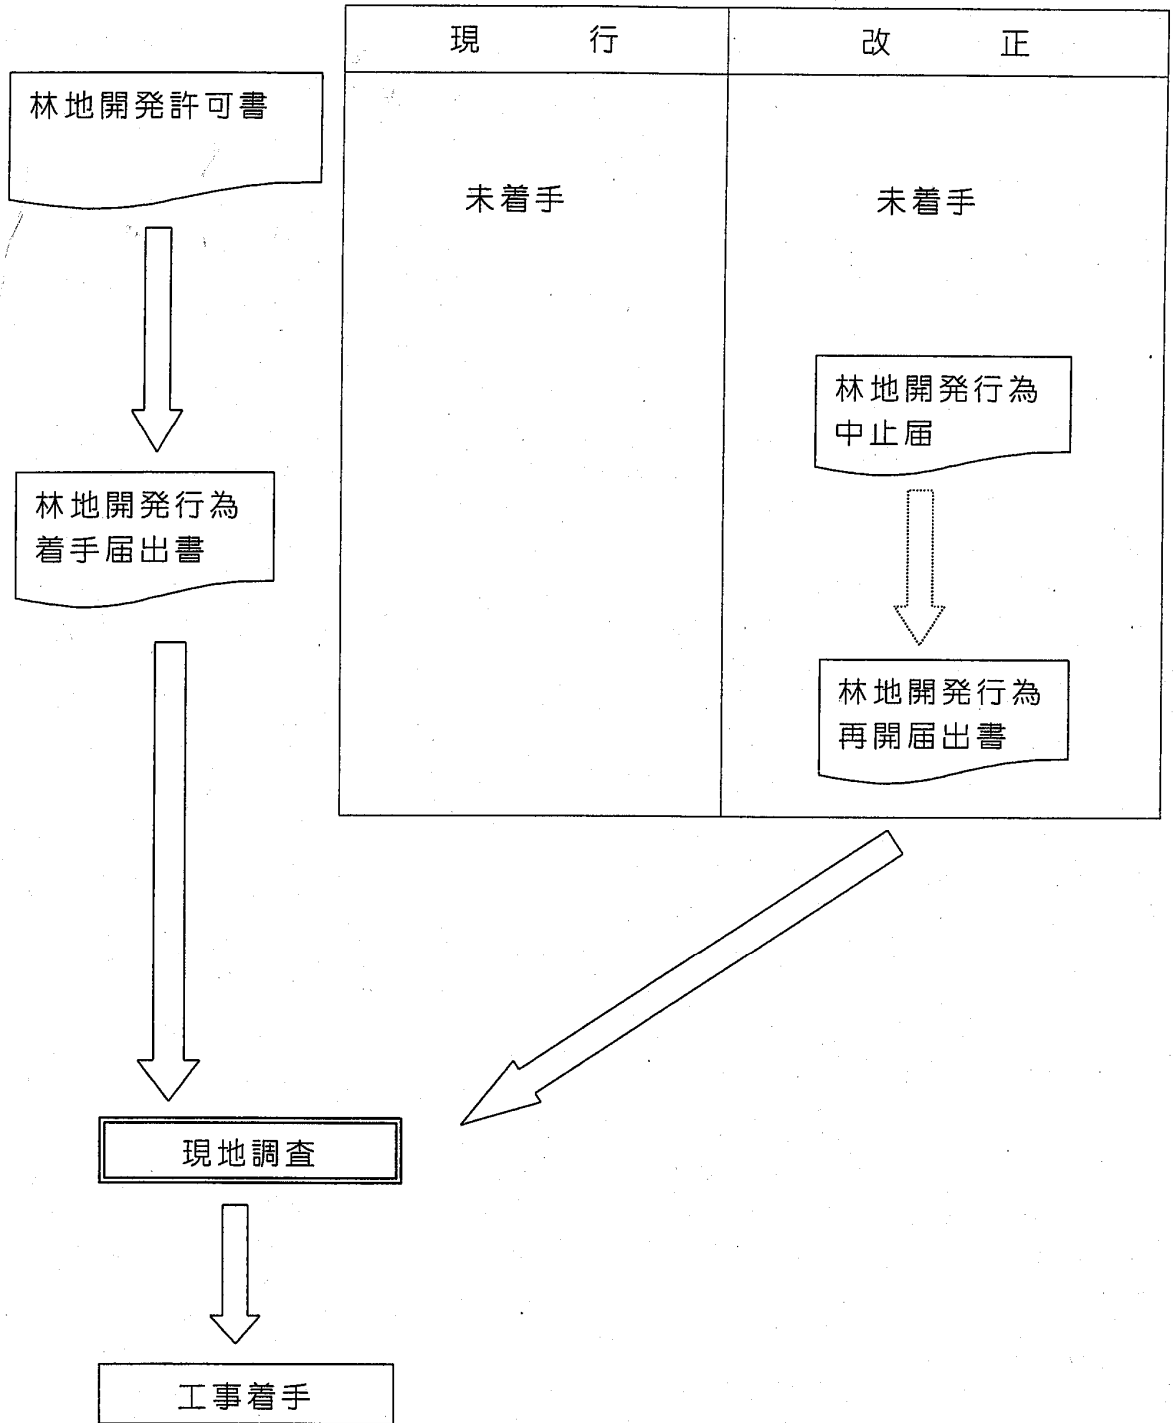 現 行
改 正
林地開発許可書
未着手
未着手
林地開発行為
中止届
林地開発行為
着手届出書
林地開発行為
再開届出書
現地調査
工事着手